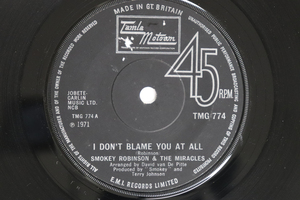 MADE IN GT. BRITAIN
Tamla Motown
45 R.P.M.
JOBETE-
CARLIN
MUSIC LTD.
NCB
TMG 774 A
℗ 1971
TMG 774
I DON'T BLAME YOU AT ALL
(Robinson)
SMOKEY ROBINSON & THE MIRACLES
Arranged by David van De Pitte
Produced by Smokey and
Terry Johnson
E.M.I. RECORDS LIMITED